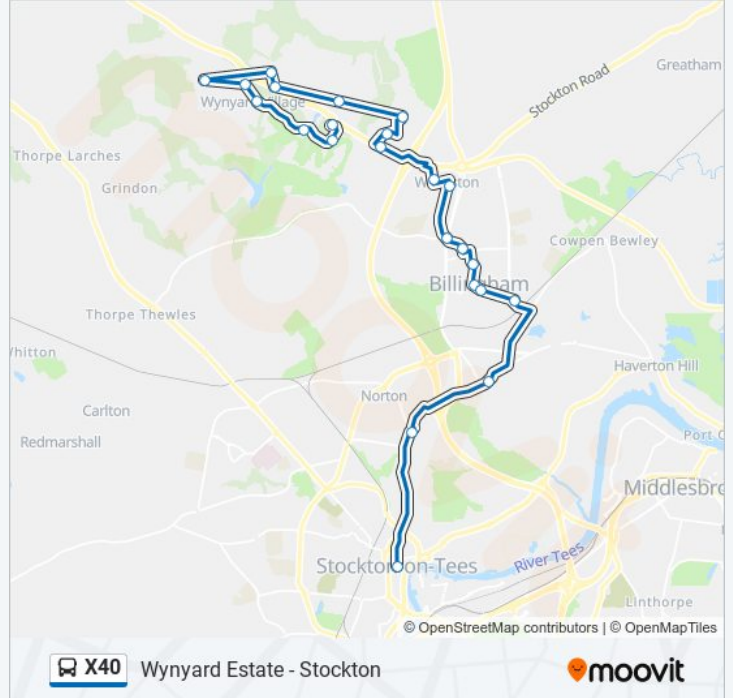 Greatham
Stockton Road
Wynyard Village
Thorpe Larches
Grindon
W
ton
Cowpen Bewley
Billingham
Thorpe Thewles
Whitton
Haverton Hill
Norton
Carlton
Redmarshall
Port C
Middlesbro
Stockton-on-Tees
River Tees
Linthorpe
© OpenStreetMap contributors | © OpenMapTiles
X40 Wynyard Estate - Stockton
moovit